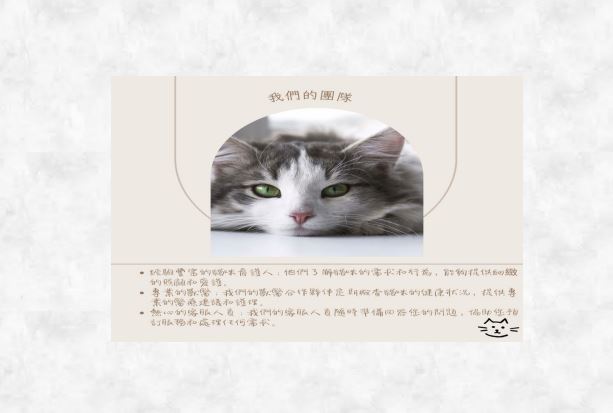 我們的團隊
• 經驗豐富的貓咪看護人：他們了解貓咪的需求和行為，能夠提供細緻
的照顧和愛護。
• 專業的獸醫：我們的獸醫合作夥伴定期檢查貓咪的健康狀況，提供專
業的醫療建議和護理。
• 熱心的客服人員：我們的客服人員隨時準備回答您的問題，協助您預
訂服務和處理任何需求。